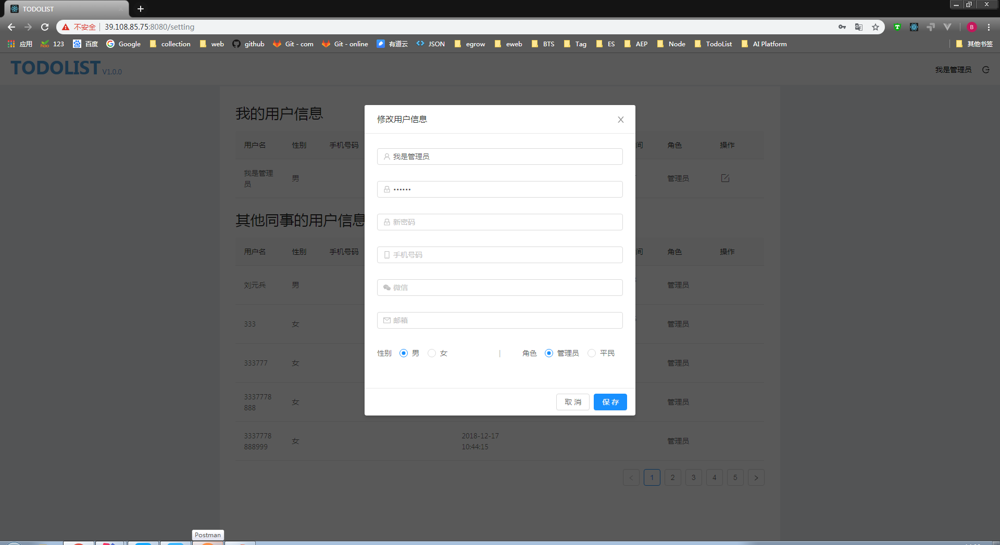 TODOLIST
不安全 39.108.85.75:8080/setting
B
应用 123 百度 Google collection web github Git - com Git - online 有道云 JSON egrow eweb BTS Tag ES AEP Node TodoList AI Platform 其他书签
TODOLIST V1.0.0
我是管理员
我的用户信息
用户名 性别 手机号码 间 角色 操作
我是管理员 男 管理员
其他同事的用户信息
用户名 性别 手机号码 间 角色 操作
刘元兵 男 管理员
333 女 管理员
333777 女 管理员
3337778
888 女 管理员
3337778
888999 女 2018-12-17
10:44:15 管理员
< 1 2 3 4 5 >
修改用户信息
我是管理员
••••••
新密码
手机号码
微信
邮箱
性别 男 女 | 角色 管理员 平民
取 消 保 存
Postman